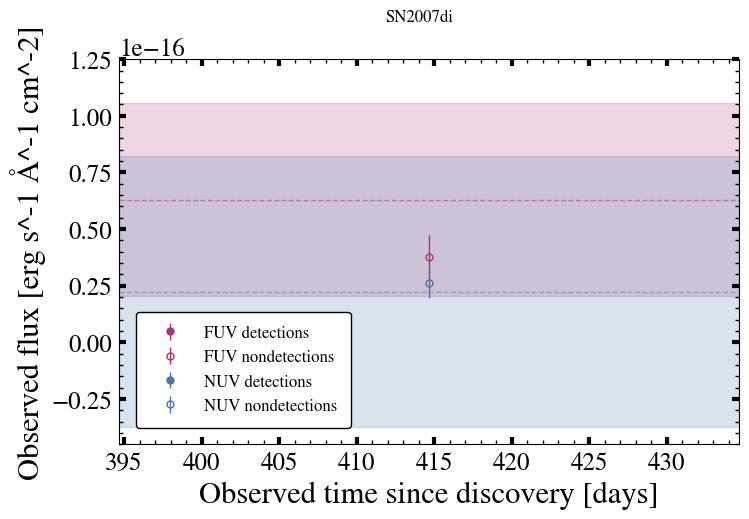 SN2007di
1e−16
1.25
1.00
0.75
0.50
0.25
0.00
−0.25
Observed flux [erg s^-1 Å^-1 cm^-2]
FUV detections
FUV nondetections
NUV detections
NUV nondetections
395 400 405 410 415 420 425 430
Observed time since discovery [days]